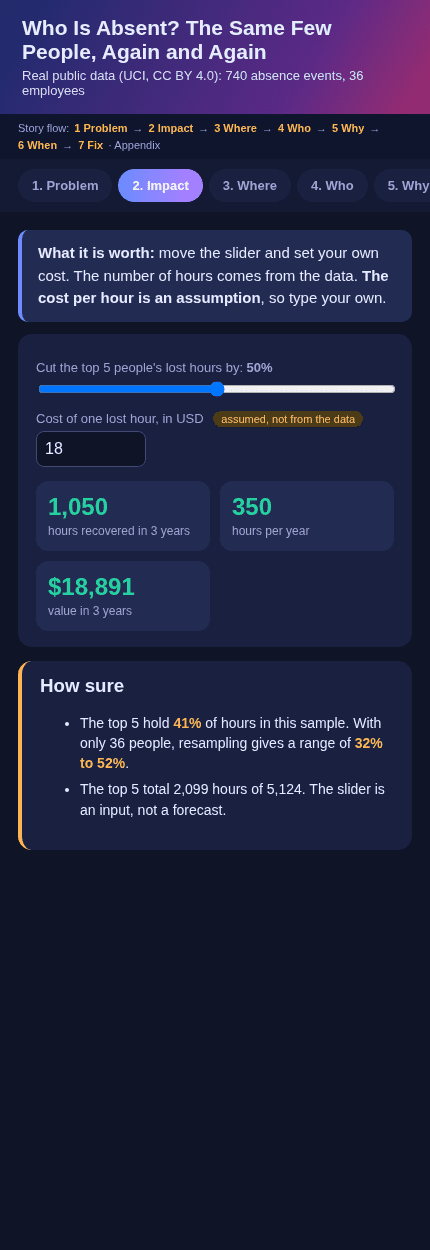 Who Is Absent? The Same Few
People, Again and Again
Real public data (UCI, CC BY 4.0): 740 absence events, 36
employees
Story flow: 1 Problem → 2 Impact → 3 Where → 4 Who → 5 Why →
6 When → 7 Fix · Appendix
1. Problem 2. Impact 3. Where 4. Who 5. Why
What it is worth: move the slider and set your own
cost. The number of hours comes from the data. The
cost per hour is an assumption, so type your own.
Cut the top 5 people's lost hours by: 50%
Cost of one lost hour, in USD assumed, not from the data
18
1,050 350
hours recovered in 3 years hours per year
$18,891
value in 3 years
How sure
• The top 5 hold 41% of hours in this sample. With
only 36 people, resampling gives a range of 32%
to 52%.
• The top 5 total 2,099 hours of 5,124. The slider is
an input, not a forecast.